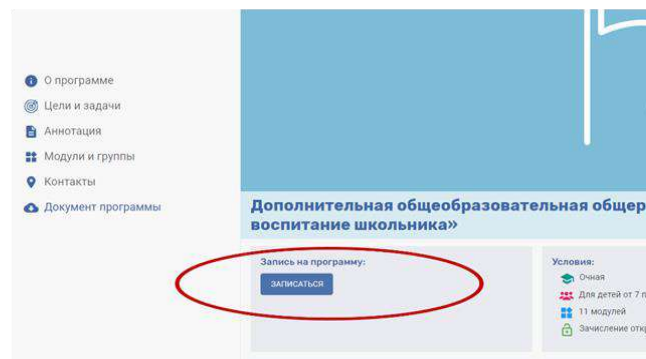 О программе
Цели и задачи
Аннотация
Модули и группы
Контакты
Документ программы
Дополнительная общеобразовательная общер
воспитание школьника»
Запись на программу:
ЗАПИСАТЬСЯ
Условия:
Очная
Для детей от 7
11 модулей
Зачисление отк